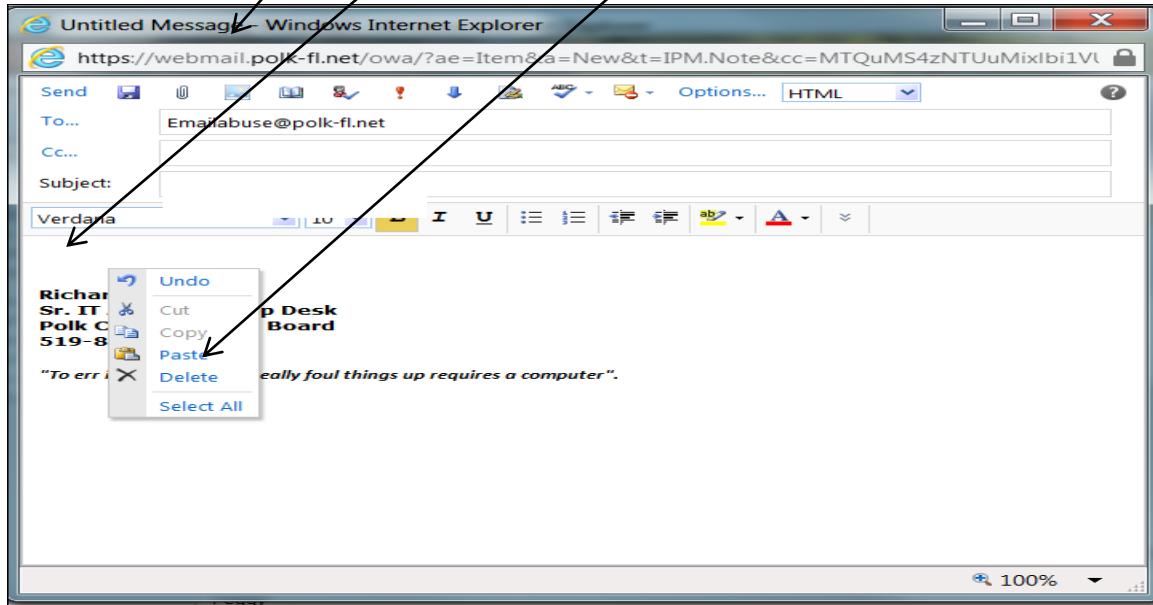 Untitled Message - Windows Internet Explorer
https://webmail.polk-fl.net/owa/?ae=Item&a=New&t=IPM.Note&cc=MTQuMS4zNTUuMixlbi1V
Send Options... HTML
To... Emailabuse@polk-fl.net
Cc...
Subject:
Verdana 10 B I U
Undo
Richar
Sr. IT Cut p Desk
Polk C Copy Board
519-8
Paste
"To err i Delete eally foul things up requires a computer".
Select All
100%